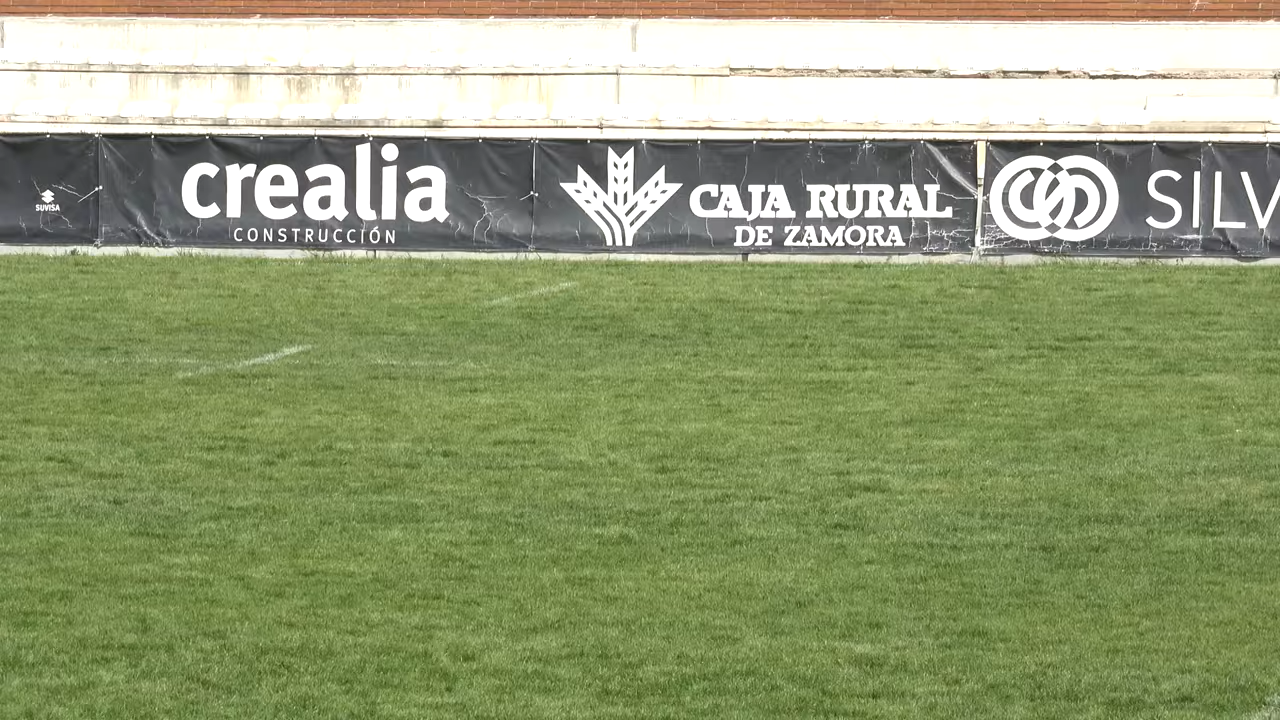 SUVISA
crealia
CONSTRUCCIÓN
CAJA RURAL
DE ZAMORA
SILV